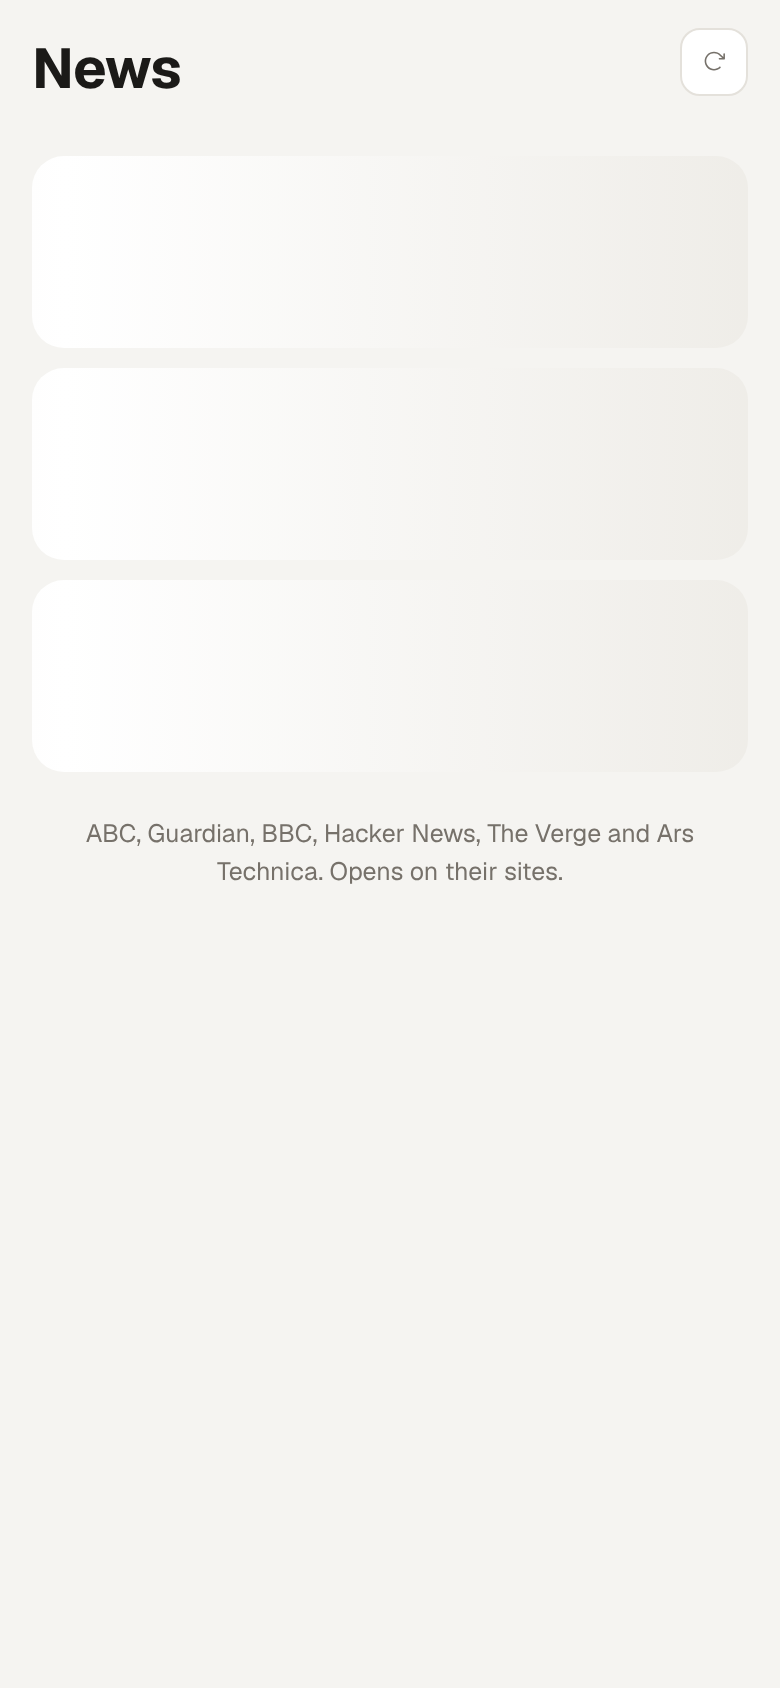 News
ABC, Guardian, BBC, Hacker News, The Verge and Ars
Technica. Opens on their sites.